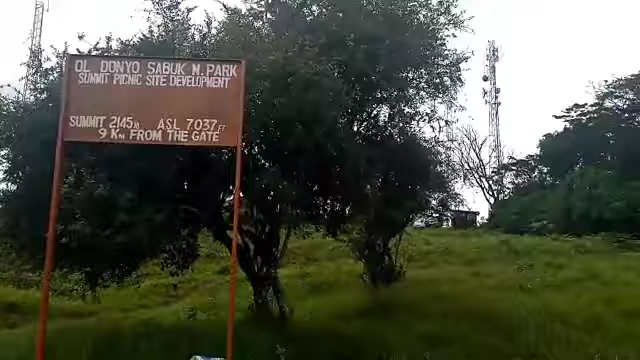 OL DONYO SABUK N. PARK
SUMMIT PICNIC SITE DEVELOPMENT
SUMMIT 2145M ASL 7037FT
9 KM FROM THE GATE